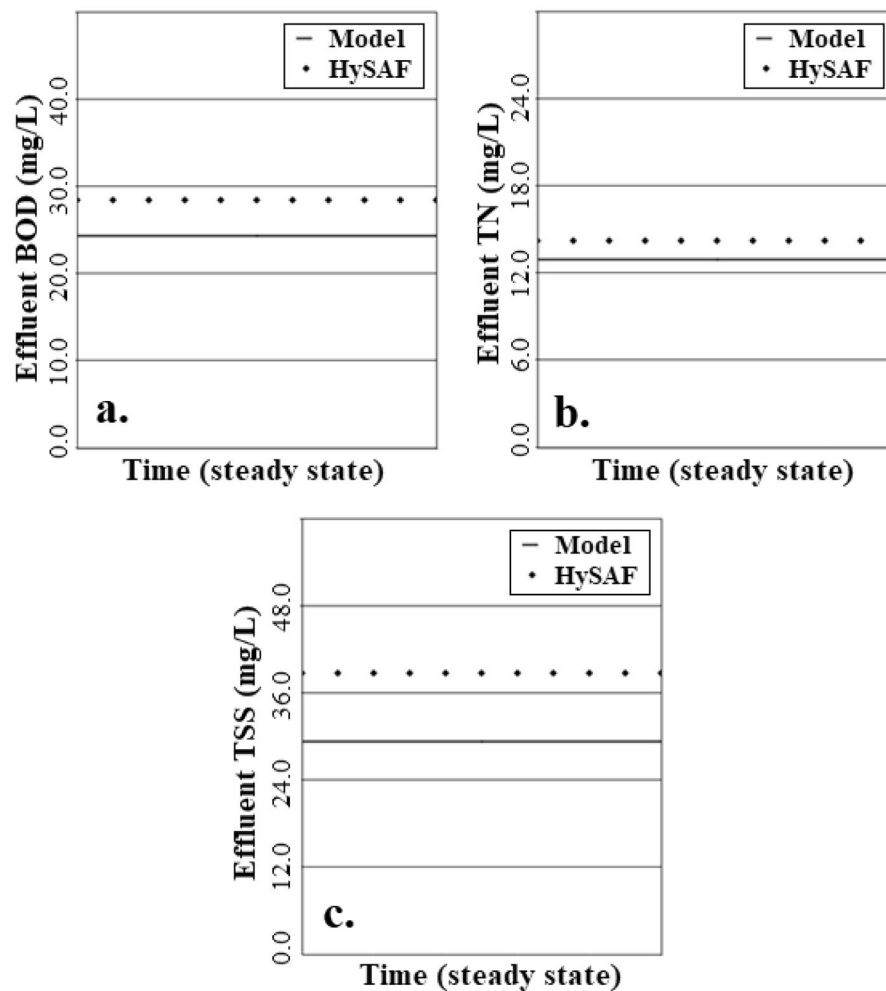 Model
HySAF
Effluent BOD (mg/L)
40.0
30.0
20.0
10.0
0.0
a.
Time (steady state)
Model
HySAF
Effluent TN (mg/L)
24.0
18.0
12.0
6.0
0.0
b.
Time (steady state)
Model
HySAF
Effluent TSS (mg/L)
48.0
36.0
24.0
12.0
0.0
c.
Time (steady state)